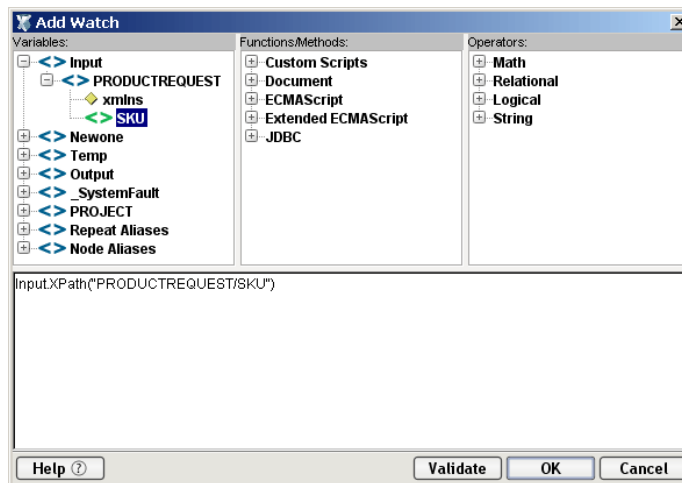 Add Watch
Variables:
Input
PRODUCTREQUEST
xmlns
SKU
Newone
Temp
Output
_SystemFault
PROJECT
Repeat Aliases
Node Aliases
Functions/Methods:
Custom Scripts
Document
ECMAScript
Extended ECMAScript
JDBC
Operators:
Math
Relational
Logical
String
Input.XPath("PRODUCTREQUEST/SKU")
Help ?
Validate
OK
Cancel